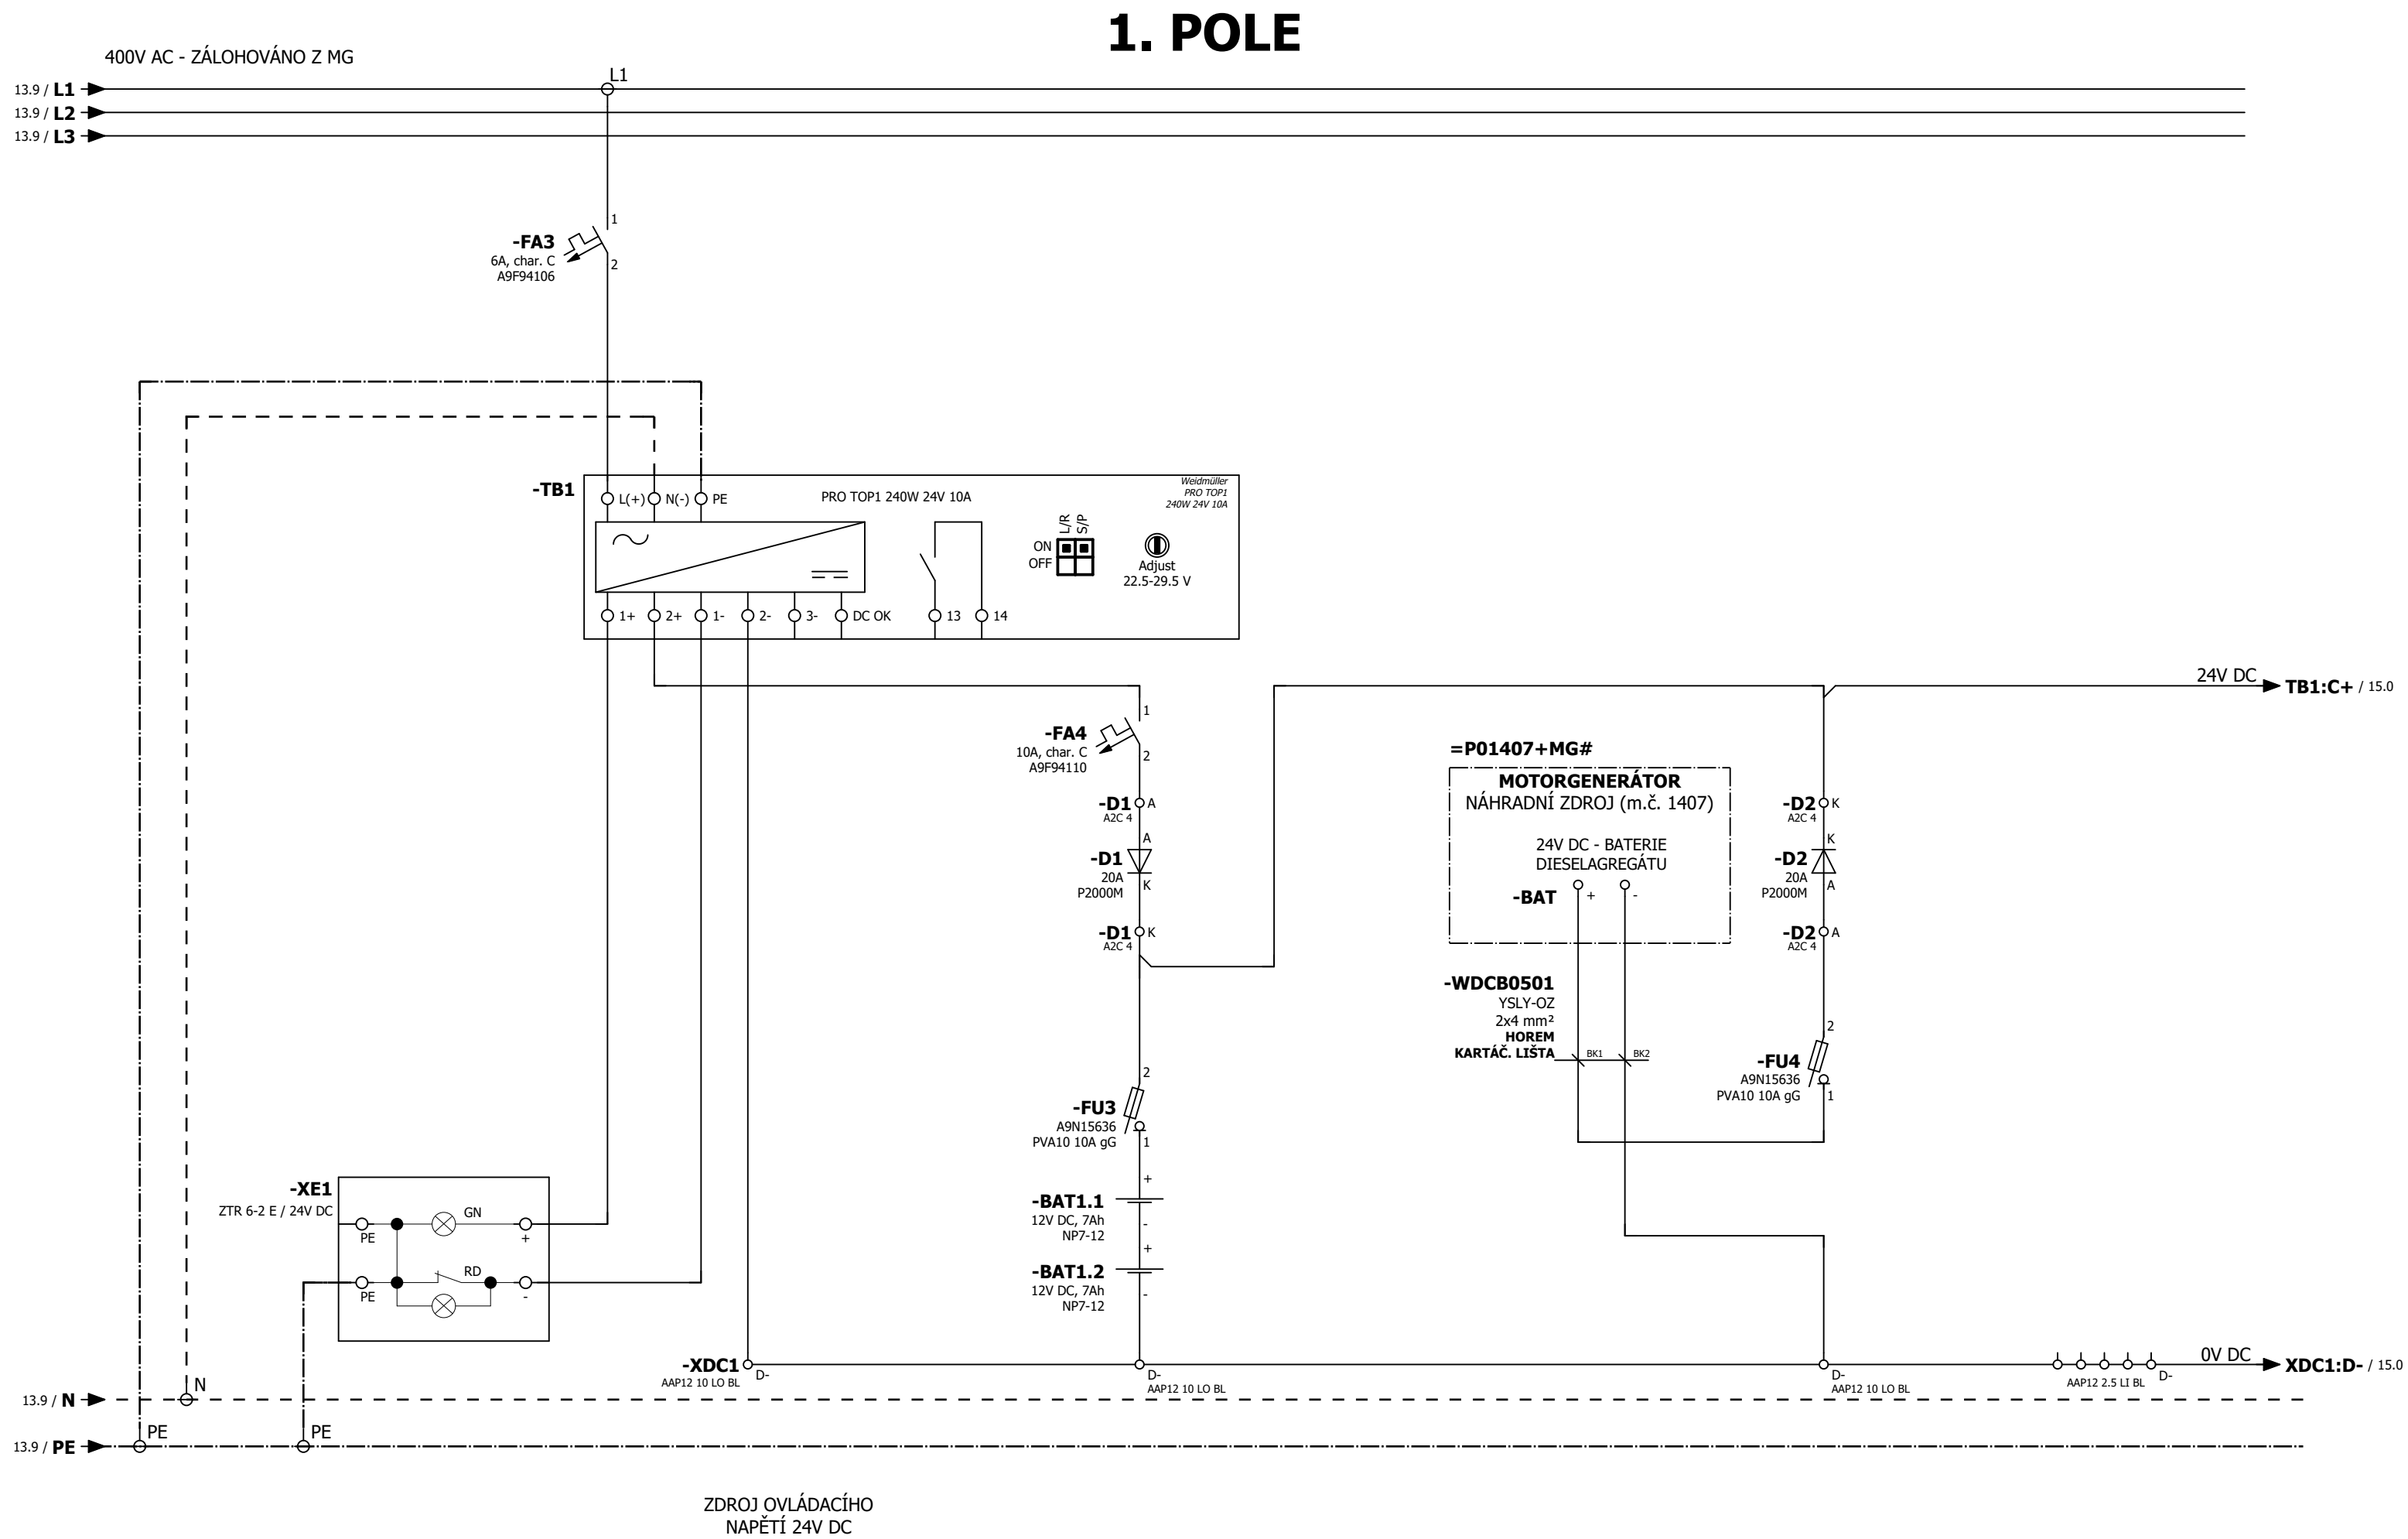 1. POLE
400V AC - ZÁLOHOVÁNO Z MG
L1
13.9 / L1
13.9 / L2
13.9 / L3
1
-FA3
6A, char. C
A9F94106
2
-TB1
L(+)
N(-)
PE
PRO TOP1 240W 24V 10A
Weidmüller
PRO TOP1
240W 24V 10A
L/R
S/P
ON
OFF
Adjust
22.5-29.5 V
1+
2+
1-
2-
3-
DC OK
13
14
24V DC
TB1:C+ / 15.0
1
-FA4
10A, char. C
A9F94110
2
=P01407+MG#
MOTORGENERÁTOR
NÁHRADNÍ ZDROJ (m.č. 1407)
24V DC - BATERIE
DIESELAGREGÁTU
-BAT
+
-
-D1
A
A2C 4
A
-D1
20A
P2000M
K
-D1
K
A2C 4
-D2
K
A2C 4
K
-D2
20A
P2000M
A
-D2
A
A2C 4
-WDCB0501
YSLY-OZ
2x4 mm²
HOREM
KARTÁČ. LIŠTA
BK1
BK2
2
-FU4
A9N15636
PVA10 10A gG
1
2
-FU3
A9N15636
PVA10 10A gG
1
+
-BAT1.1
12V DC, 7Ah
NP7-12
-
+
-BAT1.2
12V DC, 7Ah
NP7-12
-
-XE1
ZTR 6-2 E / 24V DC
GN
PE
+
RD
PE
-
-XDC1
AAP12 10 LO BL
D-
D-
AAP12 10 LO BL
D-
AAP12 10 LO BL
AAP12 2.5 LI BL
D-
0V DC
XDC1:D- / 15.0
N
13.9 / N
PE
PE
13.9 / PE
ZDROJ OVLÁDACÍHO
NAPĚTÍ 24V DC